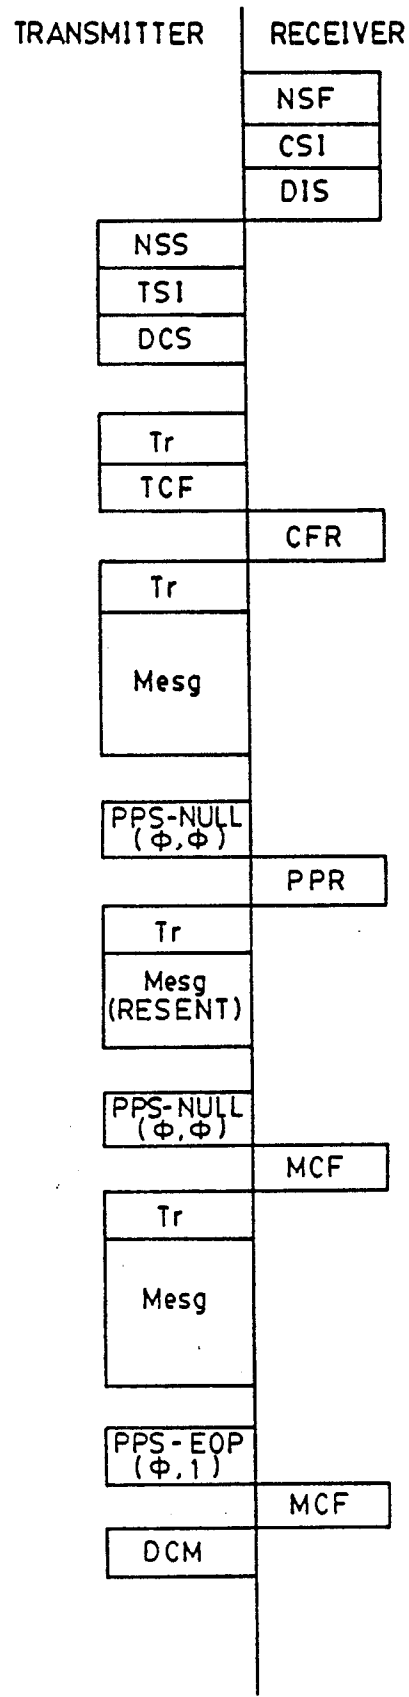 TRANSMITTER RECEIVER
NSF
CSI
DIS
NSS
TSI
DCS
Tr
TCF
CFR
Tr
Mesg
PPS-NULL
(Φ,Φ)
PPR
Tr
Mesg
(RESENT)
PPS-NULL
(Φ,Φ)
MCF
Tr
Mesg
PPS-EOP
(Φ,1)
MCF
DCM